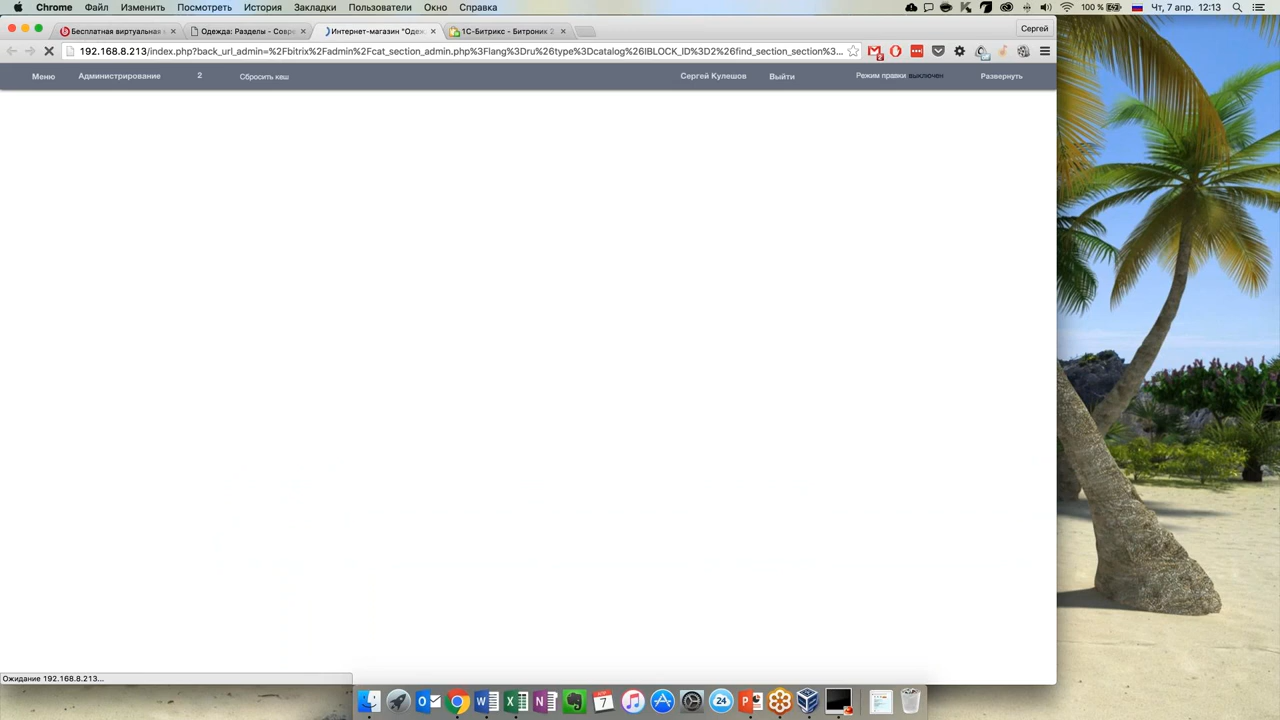 Chrome Файл Изменить Посмотреть История Закладки Пользователи Окно Справка 100 % Чт, 7 апр. 12:13
Бесплатная виртуальная Одежда: Разделы - Совре Интернет-магазин "Одеж 1С-Битрикс - Битроник 2 Сергей
192.168.8.213/index.php?back_url_admin=%2Fbitrix%2Fadmin%2Fcat_section_admin.php%3Flang%3Dru%26type%3Dcatalog%26IBLOCK_ID%3D2%26find_section_section%3...
Меню Администрирование 2 Сбросить кеш Сергей Кулешов Выйти Режим правки выключен Развернуть
Ожидание 192.168.8.213...
7 24